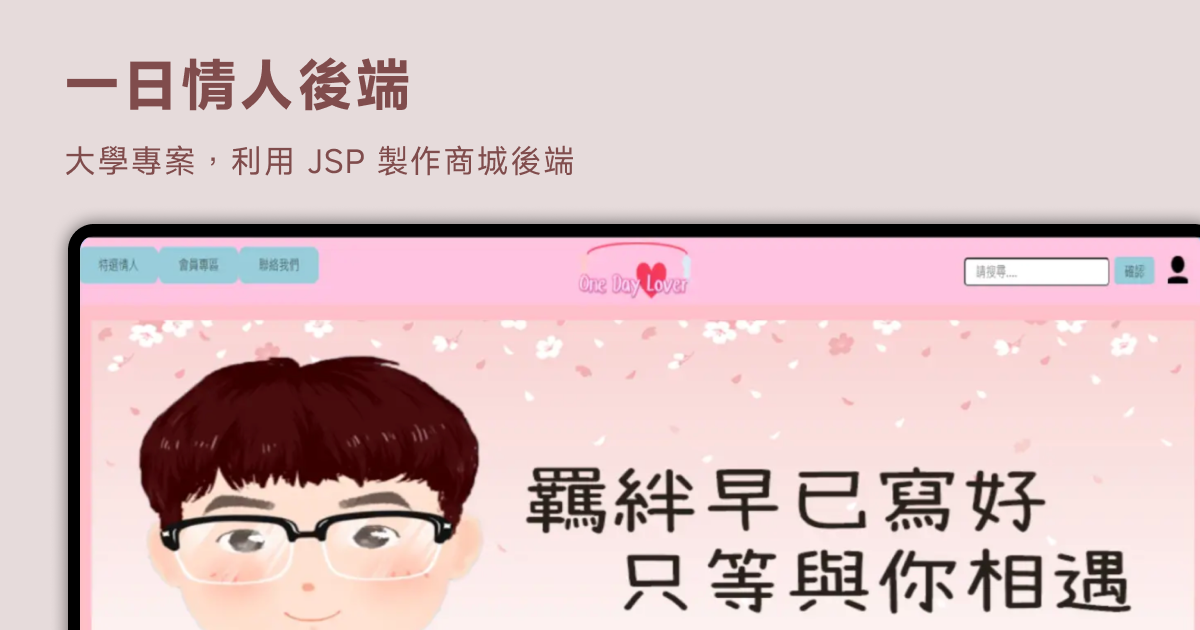 一日情人後端
大學專案，利用 JSP 製作商城後端
特選情人 會員專區 聯絡我們
One Day Lover
請搜尋.... 確認
羈絆早已寫好
只等與你相遇